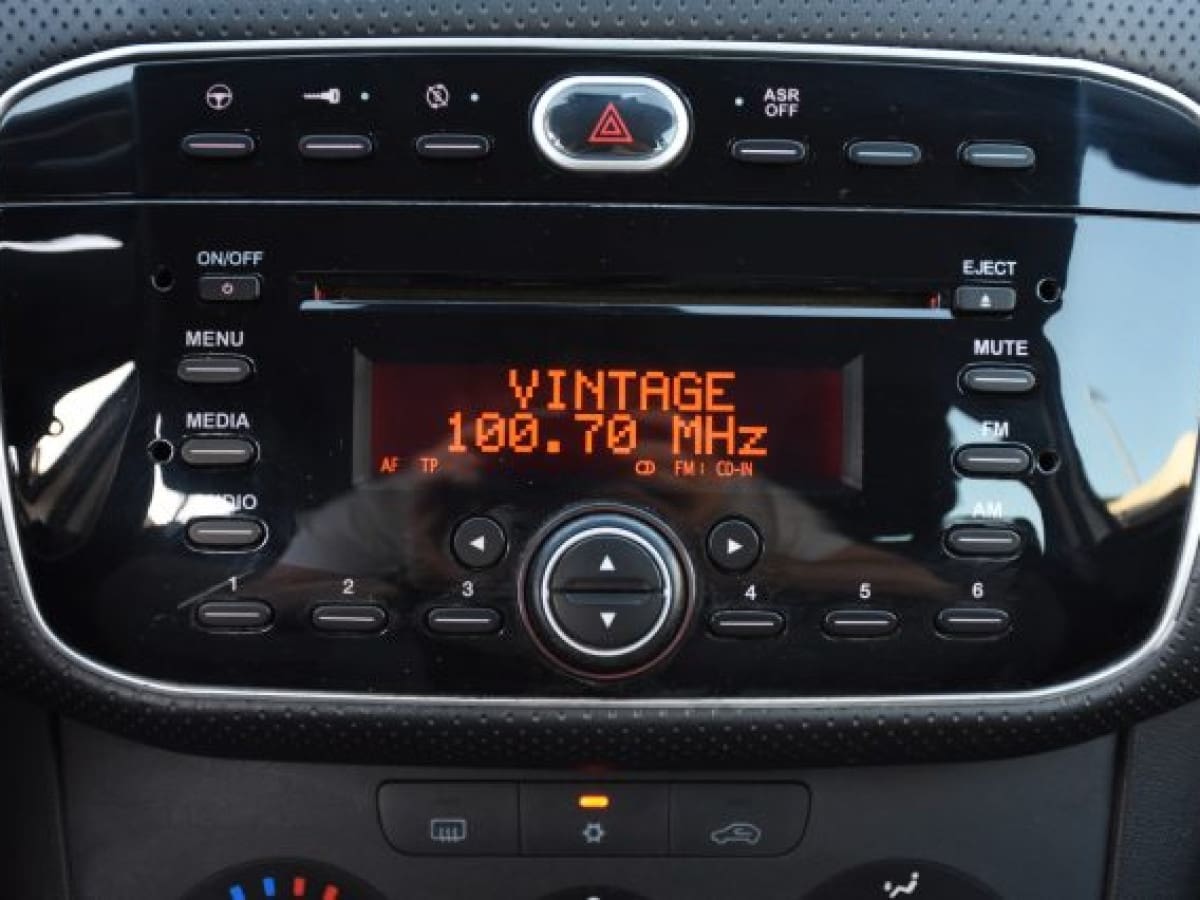 ASR
OFF
ON/OFF
EJECT
MENU
MUTE
VINTAGE
100.70 MHz
MEDIA
FM
AF TP FM1 CD-IN
AUDIO
AM
1 2 3 4 5 6